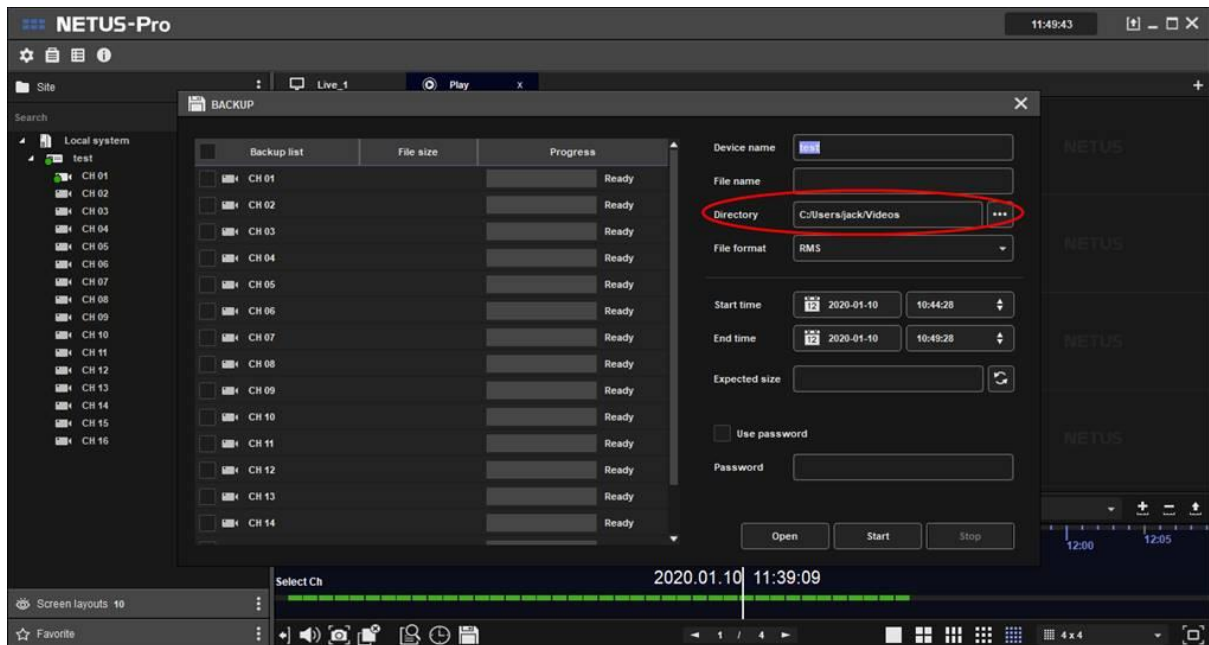 NETUS-Pro
11:49:43
Site
Live_1
Play
x
Search
Local system
test
CH 01
CH 02
CH 03
CH 04
CH 05
CH 06
CH 07
CH 08
CH 09
CH 10
CH 11
CH 12
CH 13
CH 14
CH 15
CH 16
Screen layouts 10
Favorite
BACKUP
Backup list File size Progress
CH 01 Ready
CH 02 Ready
CH 03 Ready
CH 04 Ready
CH 05 Ready
CH 06 Ready
CH 07 Ready
CH 08 Ready
CH 09 Ready
CH 10 Ready
CH 11 Ready
CH 12 Ready
CH 13 Ready
CH 14 Ready
Device name test
File name
Directory C:/Users/jack/Videos ...
File format RMS
Start time 12 2020-01-10 10:44:28
End time 12 2020-01-10 10:49:28
Expected size
Use password
Password
Open Start Stop
NETUS
NETUS
NETUS
NETUS
12:00 12:05
Select Ch
2020.01.10 11:39:09
1 / 4
4 x 4